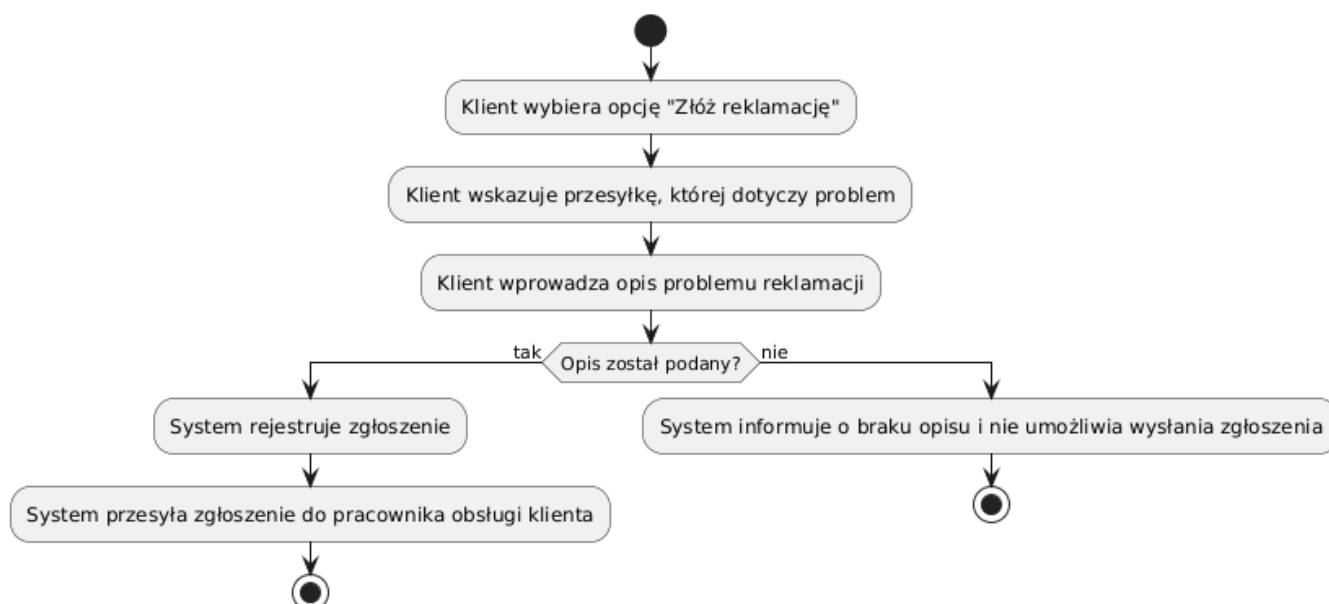 Klient wybiera opcję "Złóż reklamację"
Klient wskazuje przesyłkę, której dotyczy problem
Klient wprowadza opis problemu reklamacji
tak
Opis został podany?
nie
System rejestruje zgłoszenie
System informuje o braku opisu i nie umożliwia wysłania zgłoszenia
System przesyła zgłoszenie do pracownika obsługi klienta